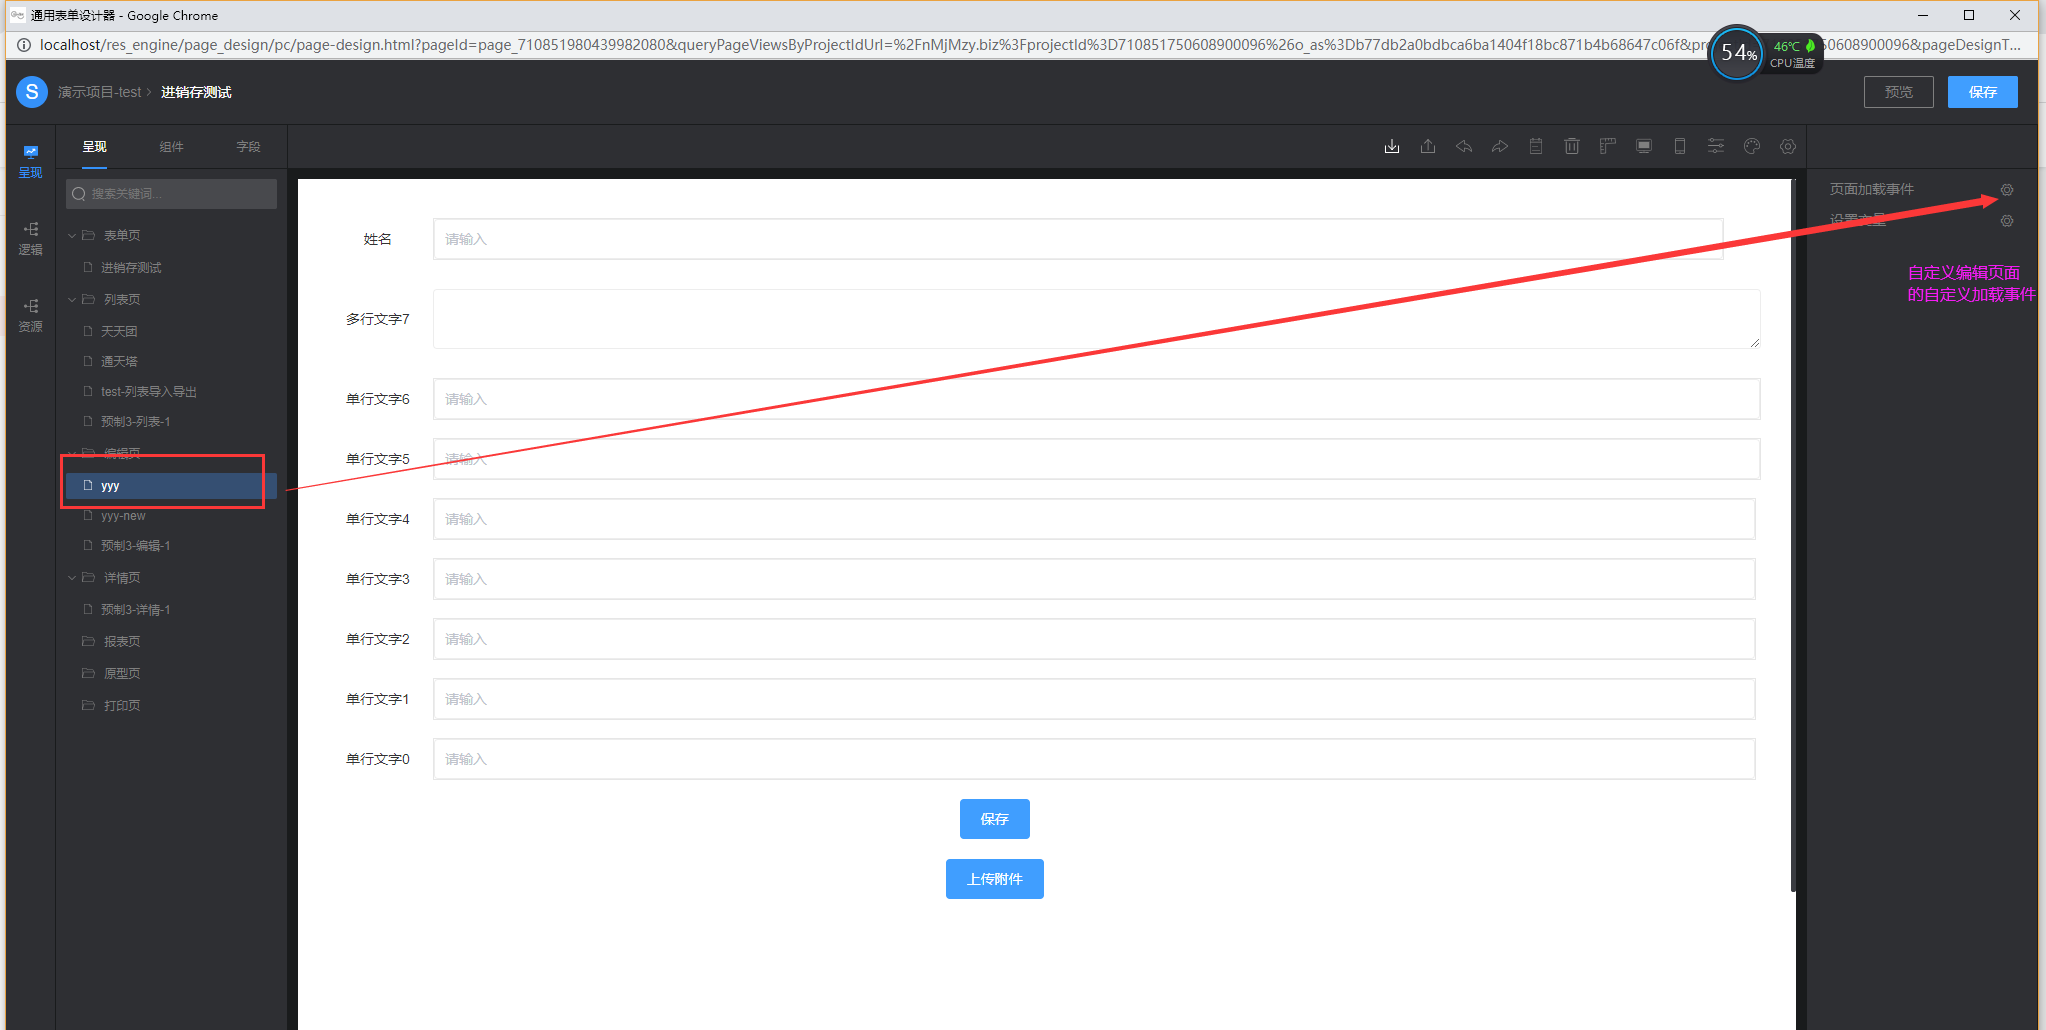 通用表单设计器 - Google Chrome
localhost/res_engine/page_design/pc/page-design.html?pageId=page_710851980439982080&queryPageViewsByProjectIdUrl=%2FnMjMzy.biz%3FprojectId%3D710851750608900096%26o_as%3Db77db2a0bdbca6ba1404f18bc871b4b68647c06f&pr
50608900096&pageDesignT...
54%
46℃
CPU温度
S
演示项目-test
进销存测试
预览
保存
呈现
组件
字段
呈现
逻辑
资源
搜索关键词...
表单页
进销存测试
列表页
天天团
通天塔
test-列表导入导出
预制3-列表-1
编辑页
yyy
yyy-new
预制3-编辑-1
详情页
预制3-详情-1
报表页
原型页
打印页
姓名
请输入
多行文字7
单行文字6
请输入
单行文字5
请输入
单行文字4
请输入
单行文字3
请输入
单行文字2
请输入
单行文字1
请输入
单行文字0
请输入
保存
上传附件
页面加载事件
设置变量
自定义编辑页面
的自定义加载事件